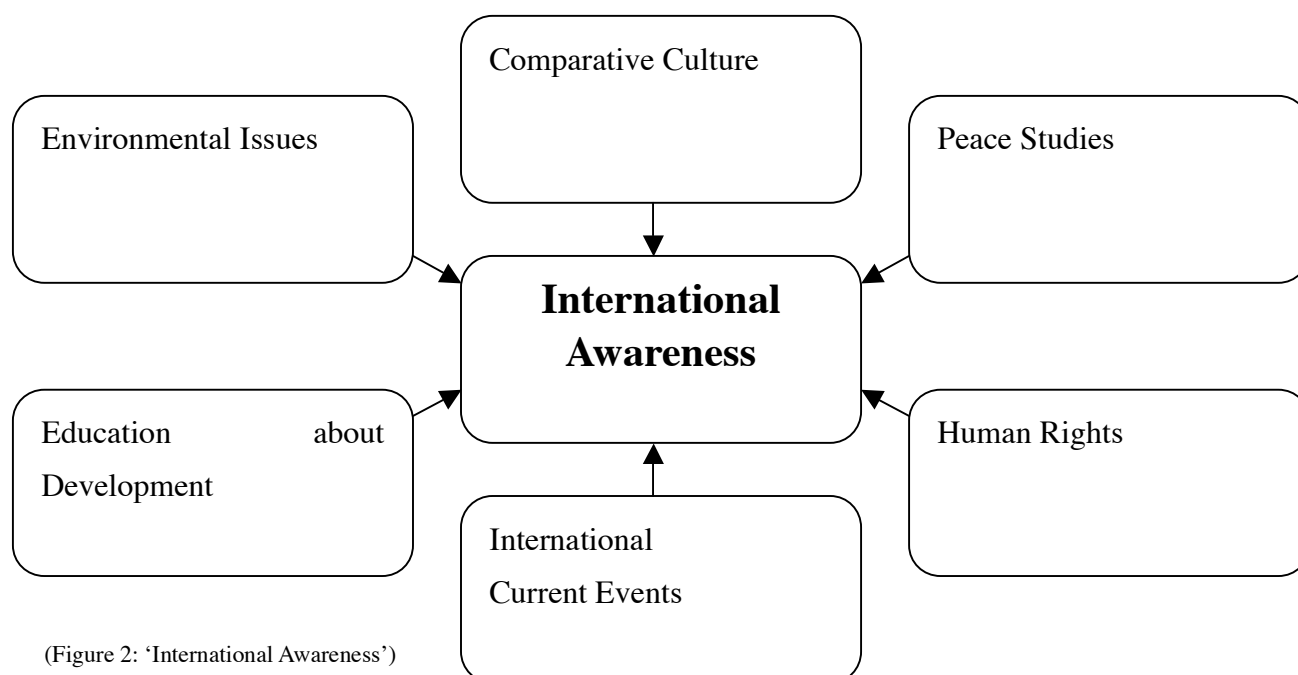 Comparative Culture
Environmental Issues
Peace Studies
International
Awareness
Education about
Development
Human Rights
International
Current Events
(Figure 2: ‘International Awareness’)